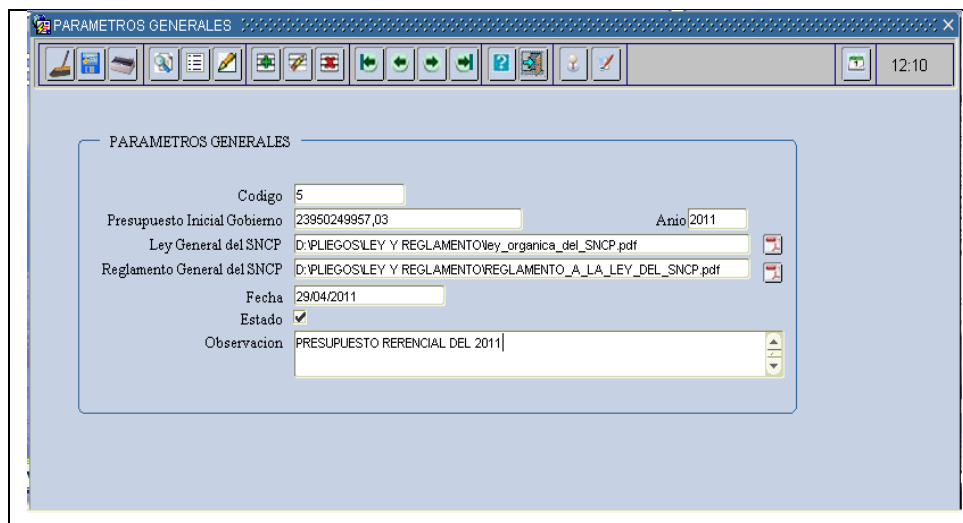 PARAMETROS GENERALES
12:10
PARAMETROS GENERALES
Codigo 5
Presupuesto Inicial Gobierno 23950249957,03 Anio 2011
Ley General del SNCP D:\PLIEGOS\LEY Y REGLAMENTO\ley_organica_del_SNCP.pdf
Reglamento General del SNCP D:\PLIEGOS\LEY Y REGLAMENTO\REGLAMENTO_A_LA_LEY_DEL_SNCP.pdf
Fecha 29/04/2011
Estado
Observacion PRESUPUESTO RERENCIAL DEL 2011